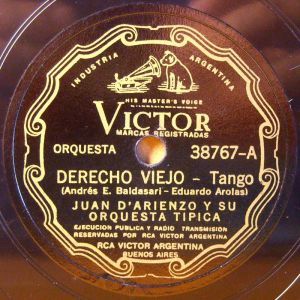 INDUSTRIA ARGENTINA
HIS MASTER'S VOICE
VICTOR
MARCAS REGISTRADAS
ORQUESTA 38767-A
DERECHO VIEJO - Tango
(Andrés E. Baldasari - Eduardo Arolas)
JUAN D'ARIENZO Y SU
ORQUESTA TIPICA
EJECUCION PUBLICA Y RADIO TRANSMISION
RESERVADAS POR RCA VICTOR ARGENTINA
RCA VICTOR ARGENTINA
BUENOS AIRES